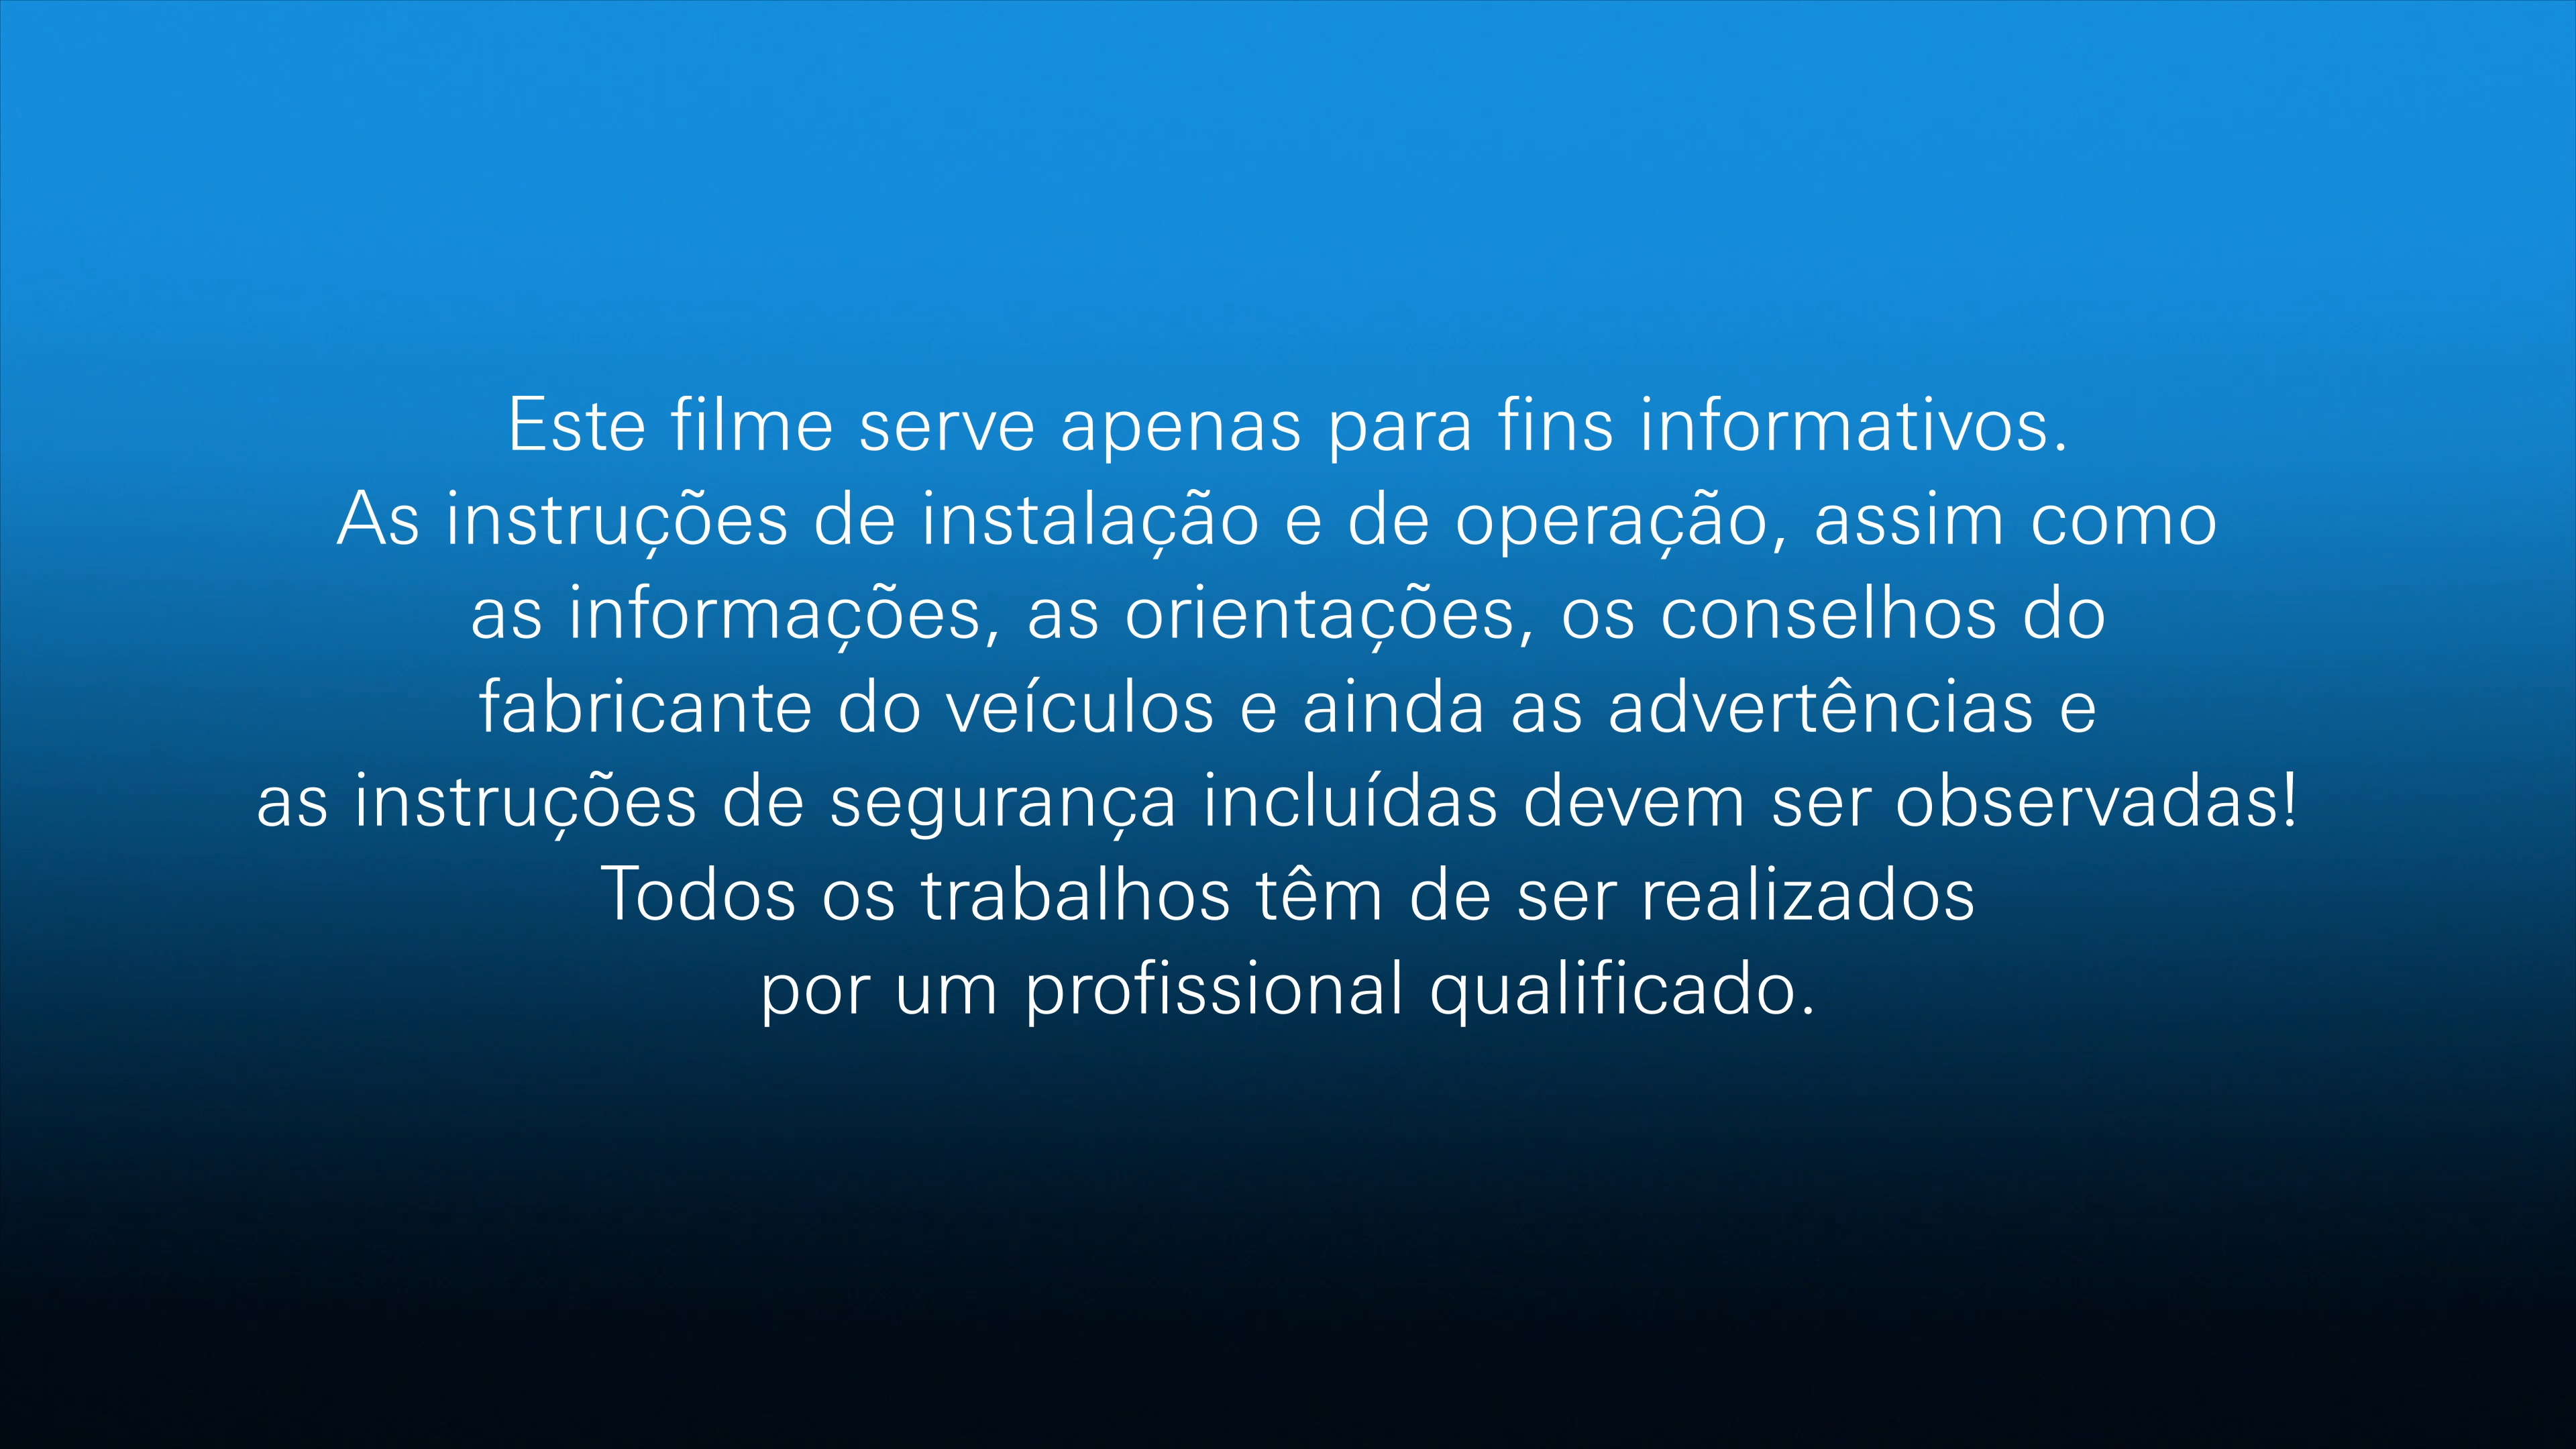 Este filme serve apenas para fins informativos.
As instruções de instalação e de operação, assim como
as informações, as orientações, os conselhos do
fabricante do veículos e ainda as advertências e
as instruções de segurança incluídas devem ser observadas!
Todos os trabalhos têm de ser realizados
por um profissional qualificado.